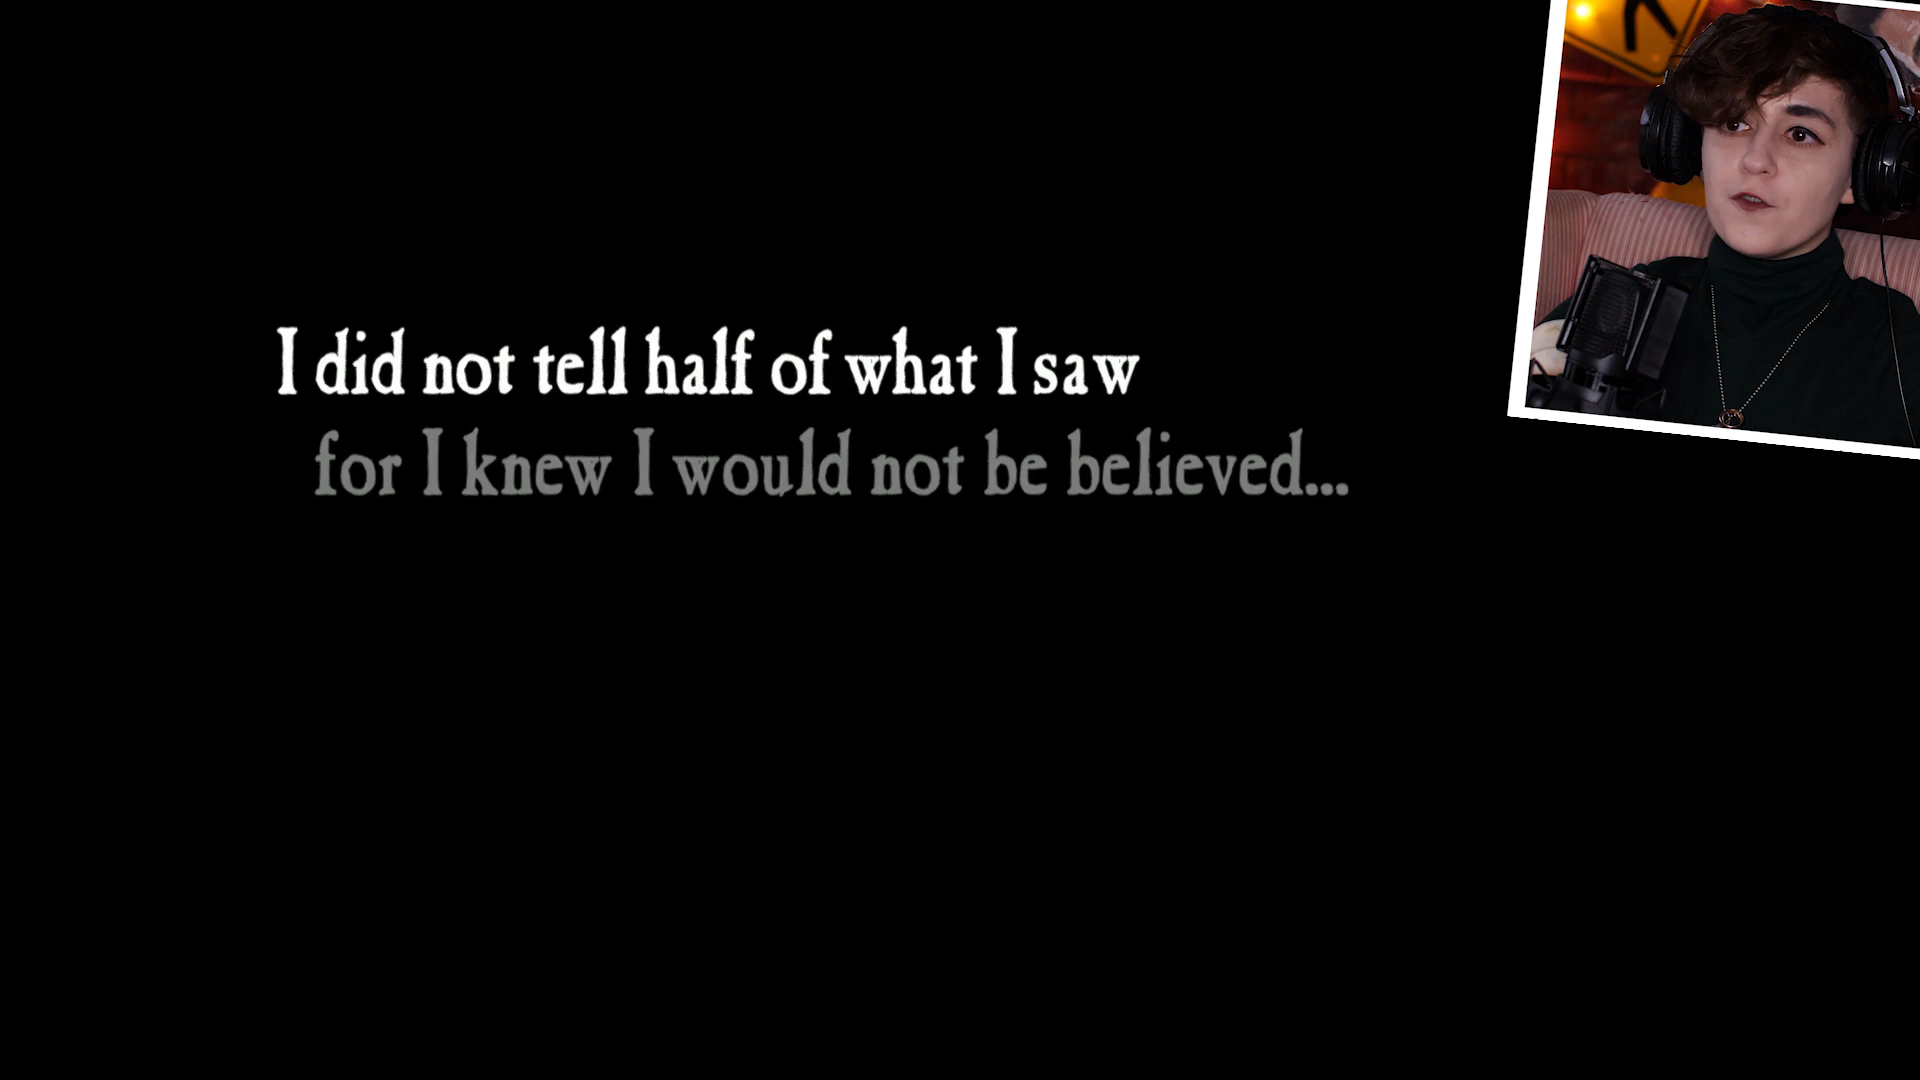 I did not tell half of what I saw
for I knew I would not be believed...